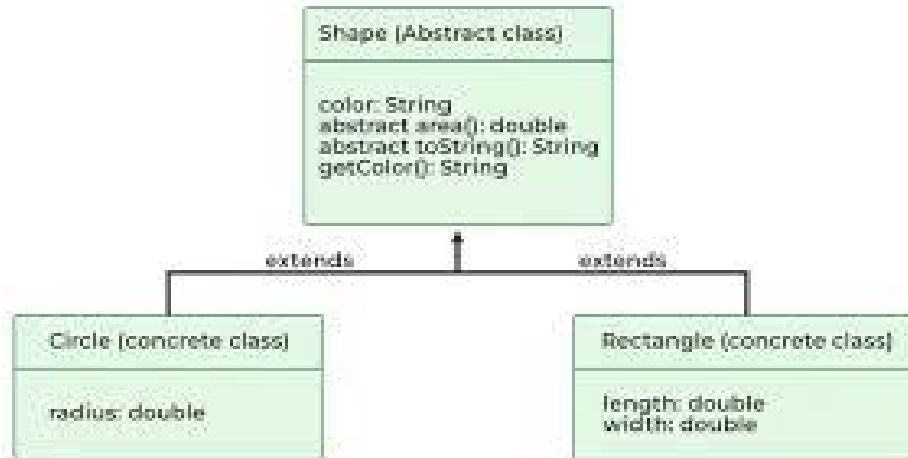 Shape (Abstract class)
color: String
abstract area(): double
abstract toString(): String
getColor(): String
extends
extends
Circle (concrete class)
radius: double
Rectangle (concrete class)
length: double
width: double